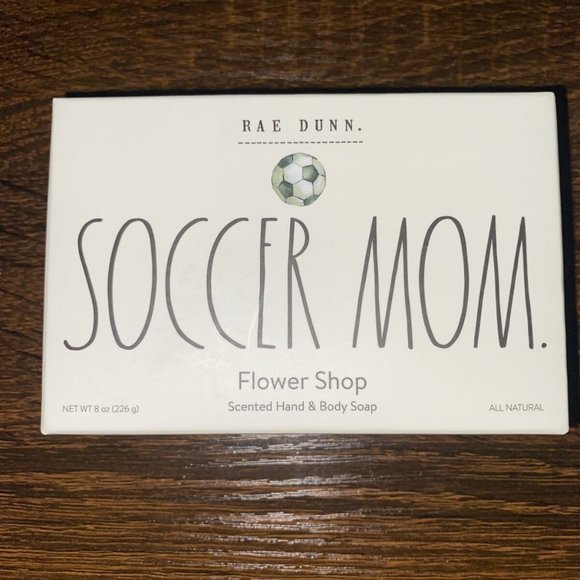 RAE DUNN.
SOCCER MOM.
Flower Shop
NET WT 8 oz (226 g) Scented Hand & Body Soap ALL NATURAL